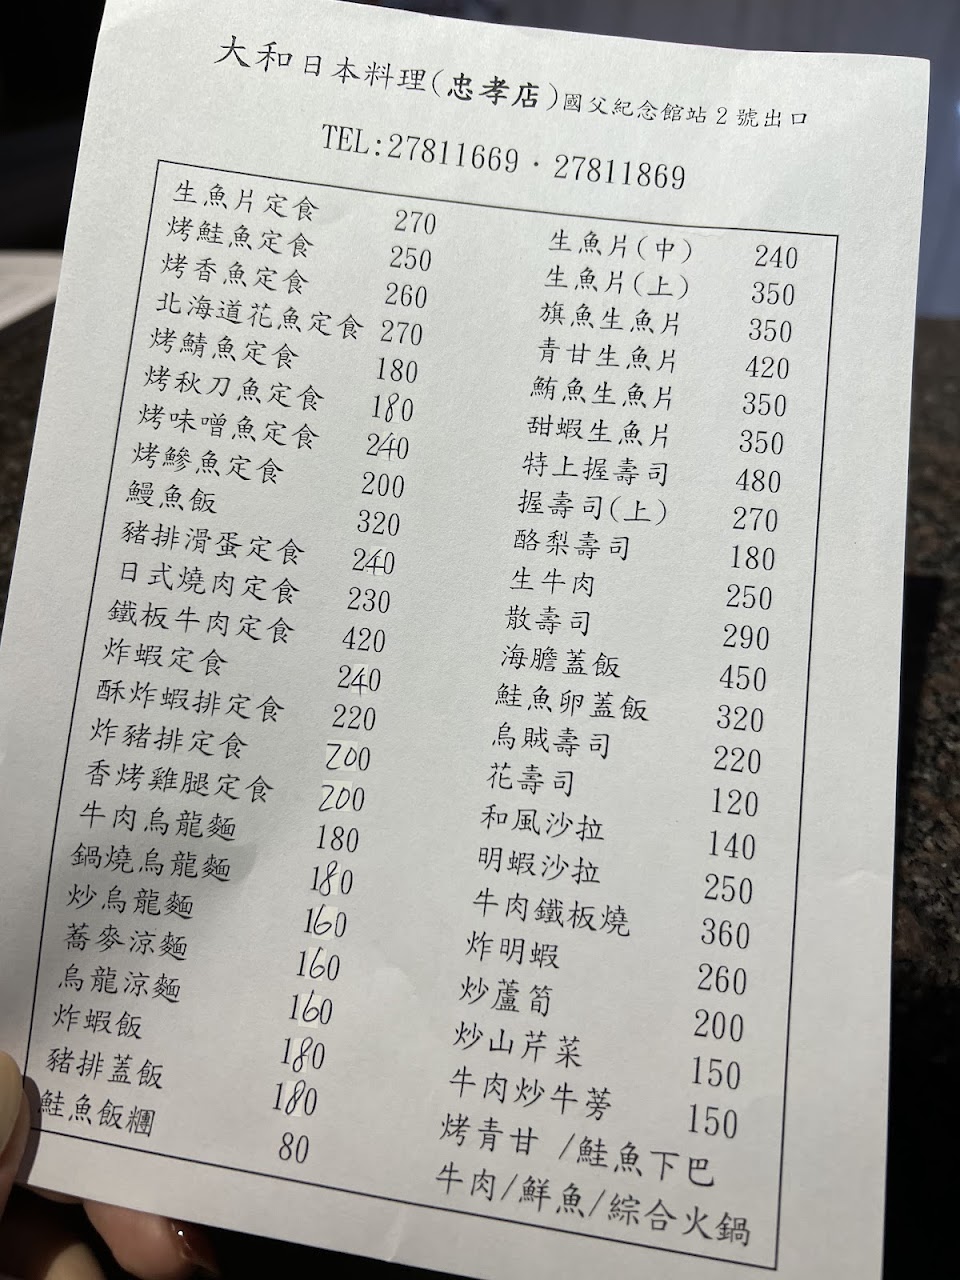 大和日本料理(忠孝店)國父紀念館站2號出口
TEL:27811669·27811869
生魚片定食 270
烤鮭魚定食 250
烤香魚定食 260
北海道花魚定食 270
烤鯖魚定食 180
烤秋刀魚定食 180
烤味噌魚定食 240
烤鰺魚定食 200
鰻魚飯 320
豬排滑蛋定食 240
日式燒肉定食 230
鐵板牛肉定食 420
炸蝦定食 240
酥炸蝦排定食 220
炸豬排定食 200
香烤雞腿定食 200
牛肉烏龍麵 180
鍋燒烏龍麵 180
炒烏龍麵 160
蕎麥涼麵 160
烏龍涼麵 160
炸蝦飯 180
豬排蓋飯 180
鮭魚飯糰 80
生魚片(中) 240
生魚片(上) 350
旗魚生魚片 350
青甘生魚片 420
鮪魚生魚片 350
甜蝦生魚片 350
特上握壽司 480
握壽司(上) 270
酪梨壽司 180
生牛肉 250
散壽司 290
海膽蓋飯 450
鮭魚卵蓋飯 320
烏賊壽司 220
花壽司 120
和風沙拉 140
明蝦沙拉 250
牛肉鐵板燒 360
炸明蝦 260
炒蘆筍 200
炒山芹菜 150
牛肉炒牛蒡 150
烤青甘 /鮭魚下巴
牛肉/鮮魚/綜合火鍋